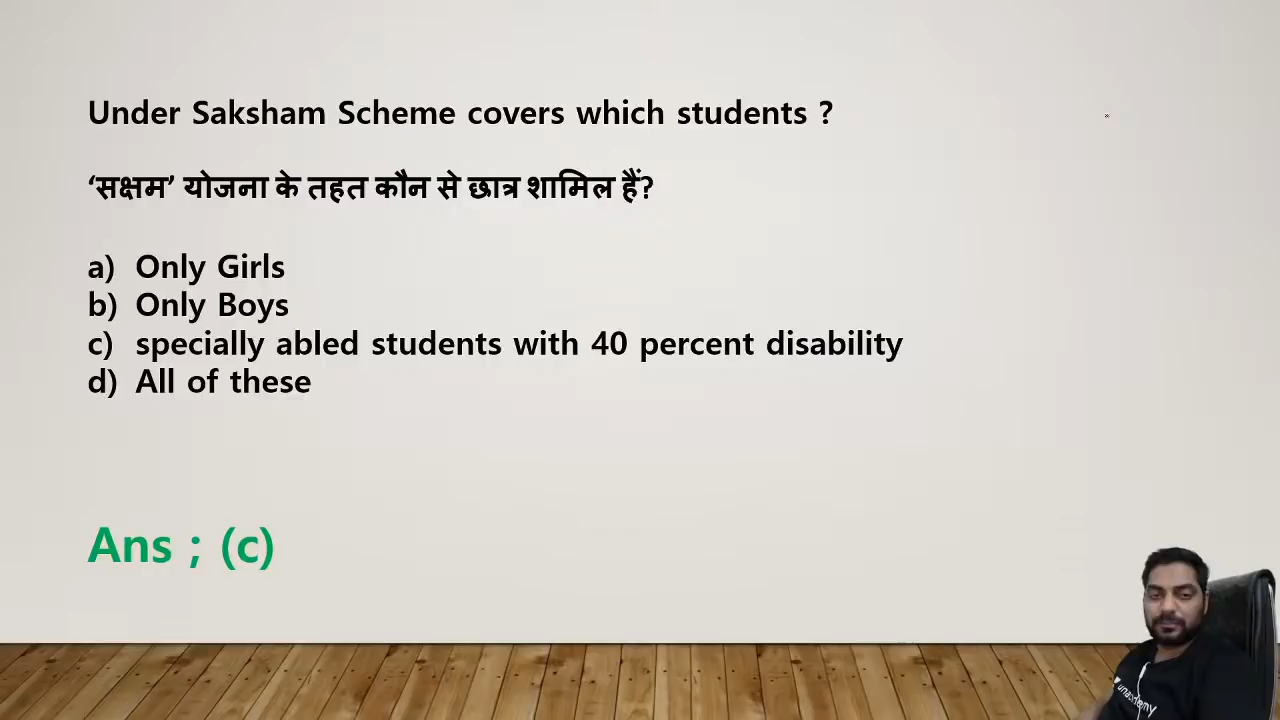 Under Saksham Scheme covers which students ?
‘सक्षम’ योजना के तहत कौन से छात्र शामिल हैं?
a) Only Girls
b) Only Boys
c) specially abled students with 40 percent disability
d) All of these
Ans ; (c)
unacademy